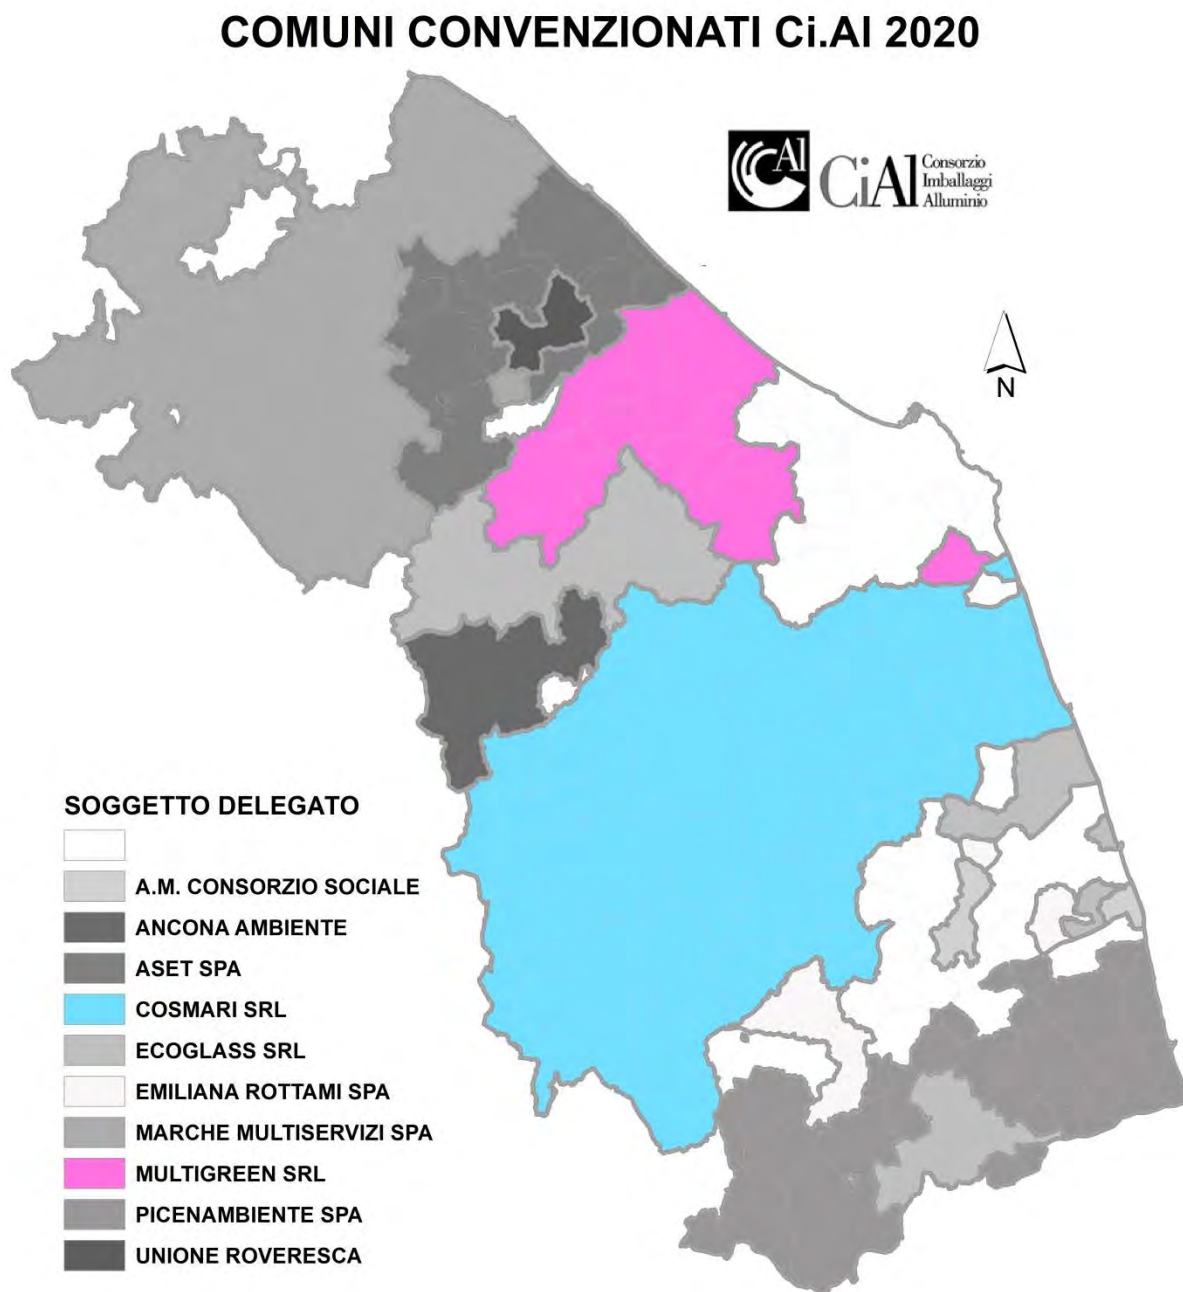 COMUNI CONVENZIONATI Ci.Al 2020
Al
CiAl
Consorzio
Imballaggi
Alluminio
N
SOGGETTO DELEGATO
A.M. CONSORZIO SOCIALE
ANCONA AMBIENTE
ASET SPA
COSMARI SRL
ECOGLASS SRL
EMILIANA ROTTAMI SPA
MARCHE MULTISERVIZI SPA
MULTIGREEN SRL
PICENAMBIENTE SPA
UNIONE ROVERESCA